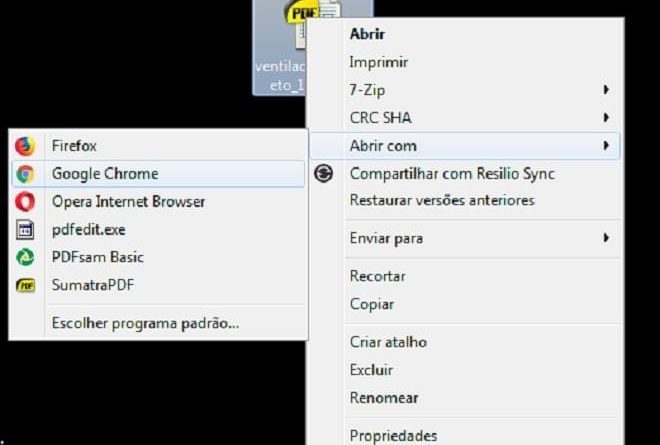 PDF
ventilac
eto_1
Abrir
Imprimir
7-Zip
CRC SHA
Abrir com
Compartilhar com Resilio Sync
Restaurar versões anteriores
Enviar para
Recortar
Copiar
Criar atalho
Excluir
Renomear
Propriedades
Firefox
Google Chrome
Opera Internet Browser
pdfedit.exe
PDFsam Basic
PDF
SumatraPDF
Escolher programa padrão...